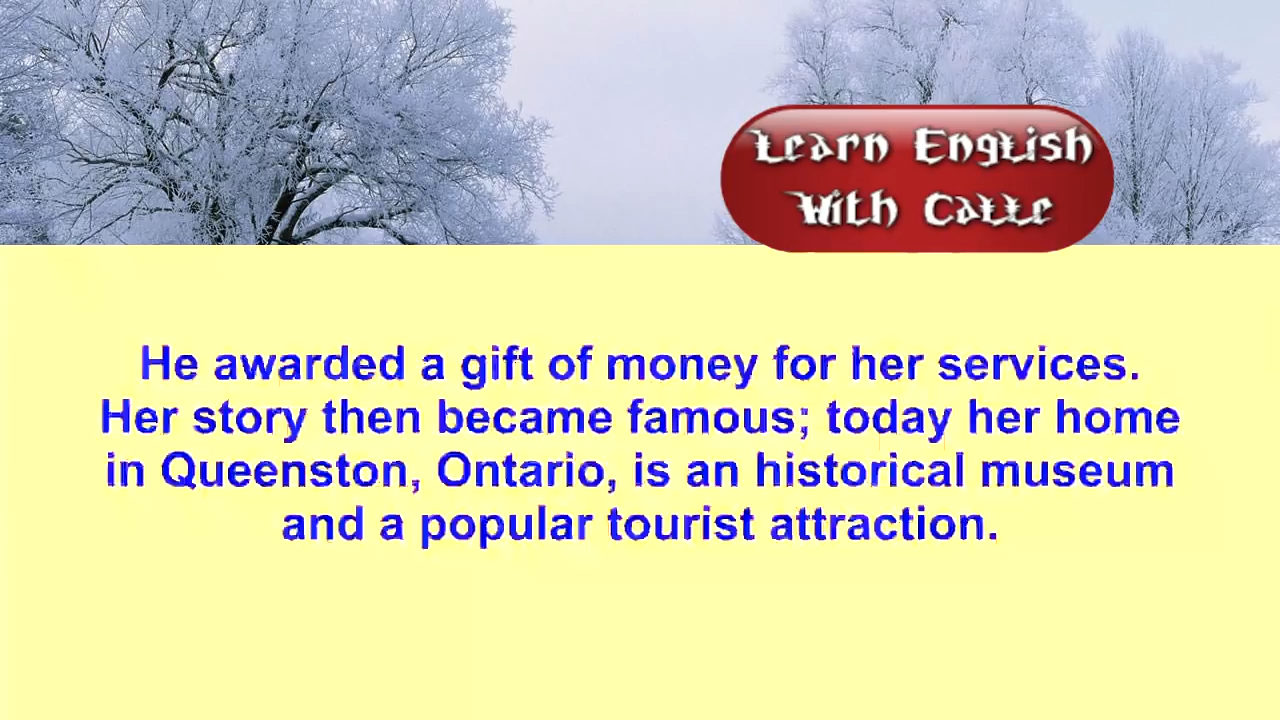 Learn English
With Catte
He awarded a gift of money for her services.
Her story then became famous; today her home
in Queenston, Ontario, is an historical museum
and a popular tourist attraction.